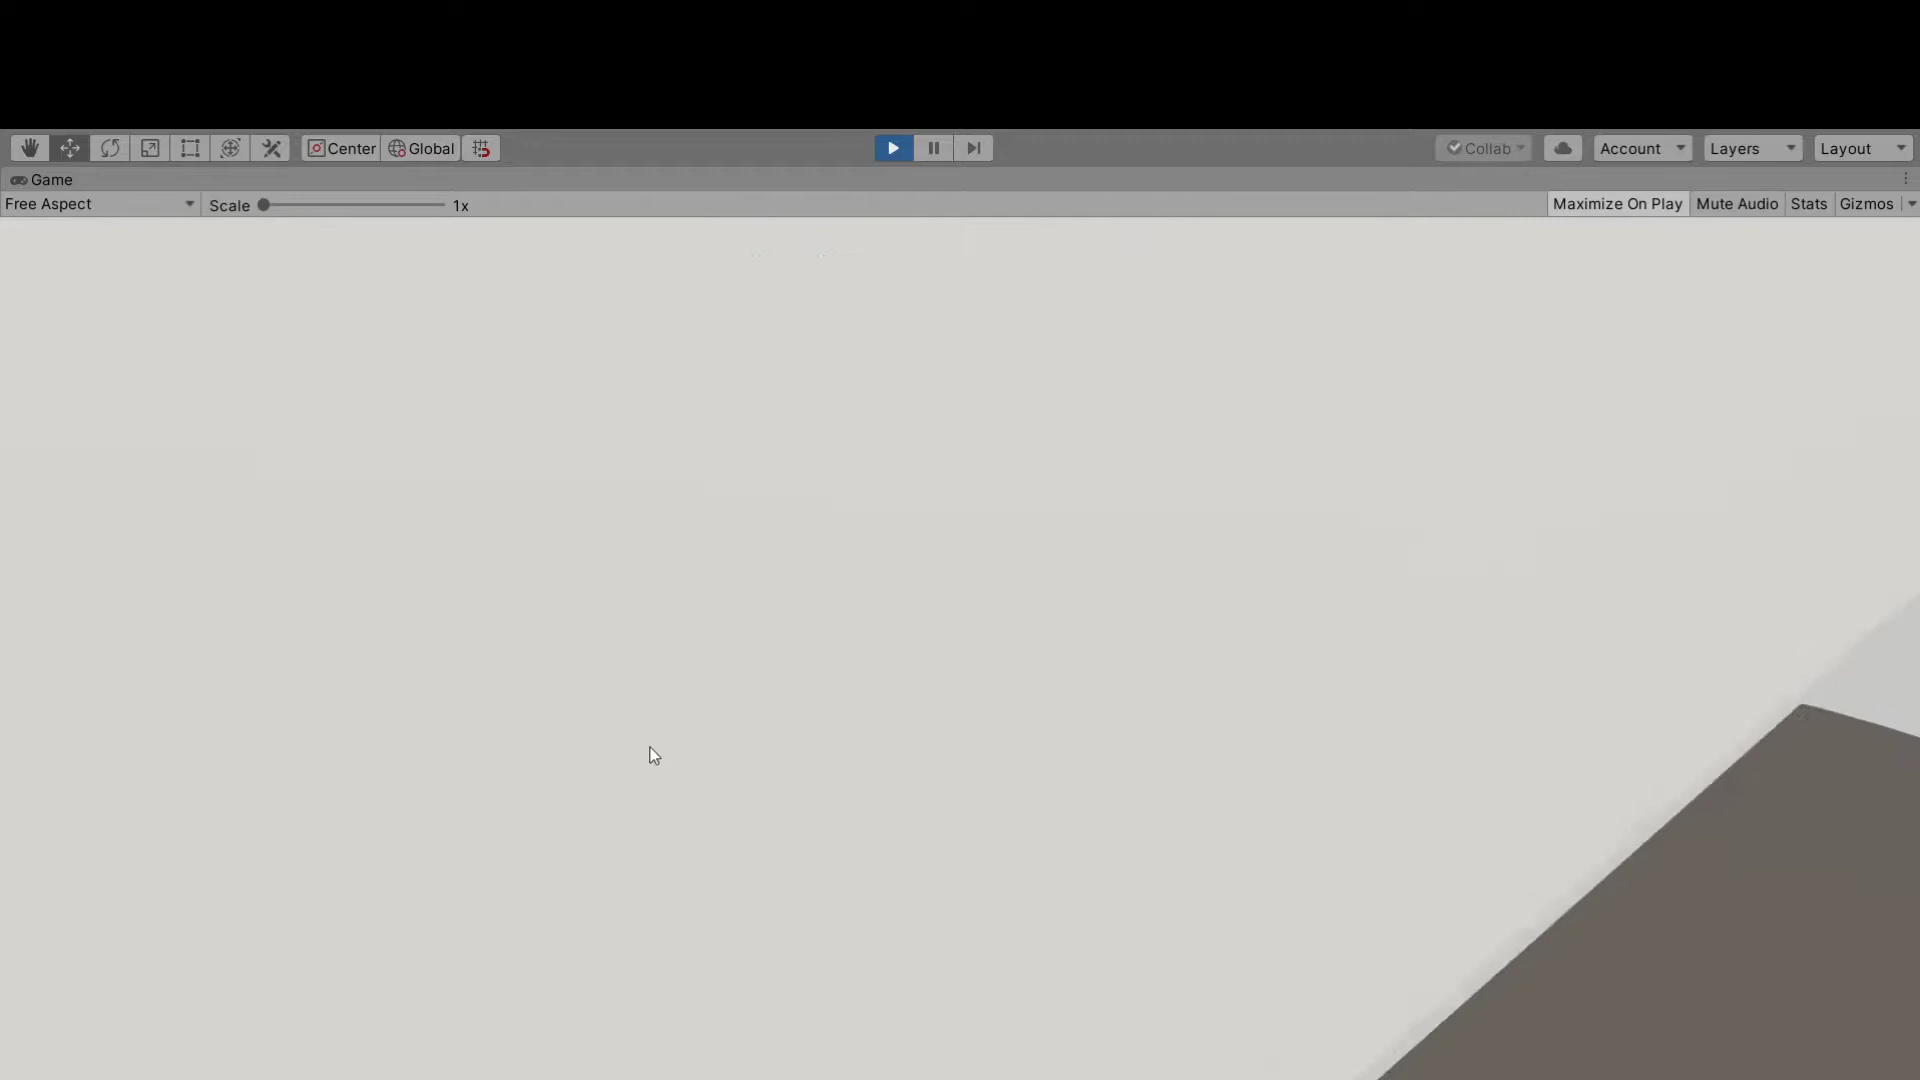 Center Global Collab Account Layers Layout
Game
Free Aspect Scale 1x Maximize On Play Mute Audio Stats Gizmos